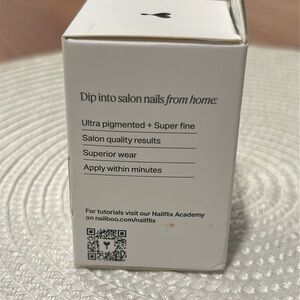 Dip into salon nails from home:
Ultra pigmented + Super fine
Salon quality results
Superior wear
Apply within minutes
For tutorials visit our Nailflix Academy
on nailboo.com/nailflix